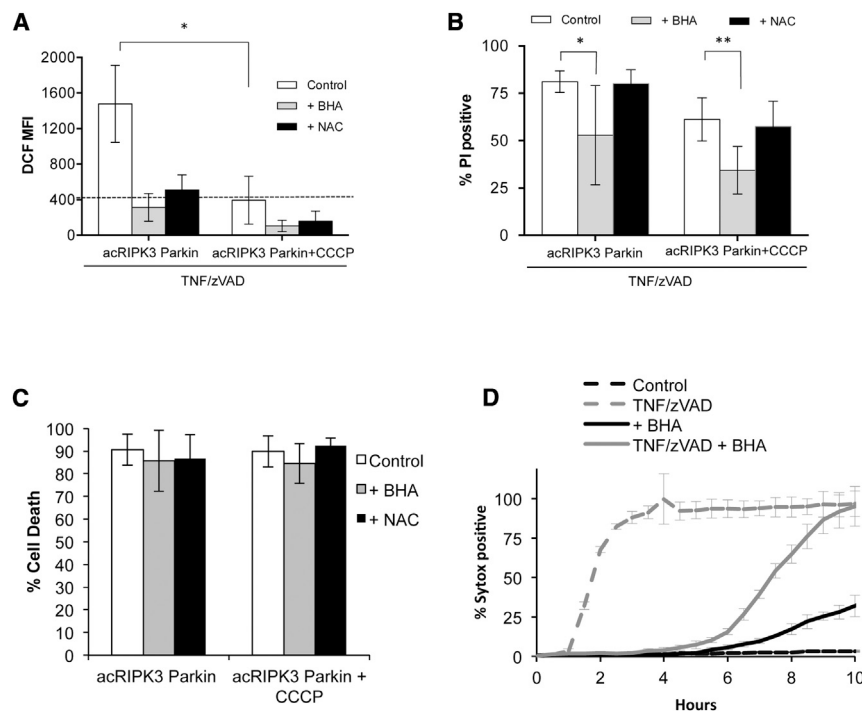 A
*
2000
1600
1200
800
400
0
DCF MFI
Control
+ BHA
+ NAC
acRIPK3 Parkin acRIPK3 Parkin+CCCP
TNF/zVAD
B
Control + BHA + NAC
* **
100
75
50
25
0
% PI positive
acRIPK3 Parkin acRIPK3 Parkin+CCCP
TNF/zVAD
C
100
90
80
70
60
50
40
30
20
10
0
% Cell Death
Control
+ BHA
+ NAC
acRIPK3 Parkin acRIPK3 Parkin +
CCCP
D
Control
TNF/zVAD
+ BHA
TNF/zVAD + BHA
100
75
50
25
0
% Sytox positive
0 2 4 6 8 10
Hours